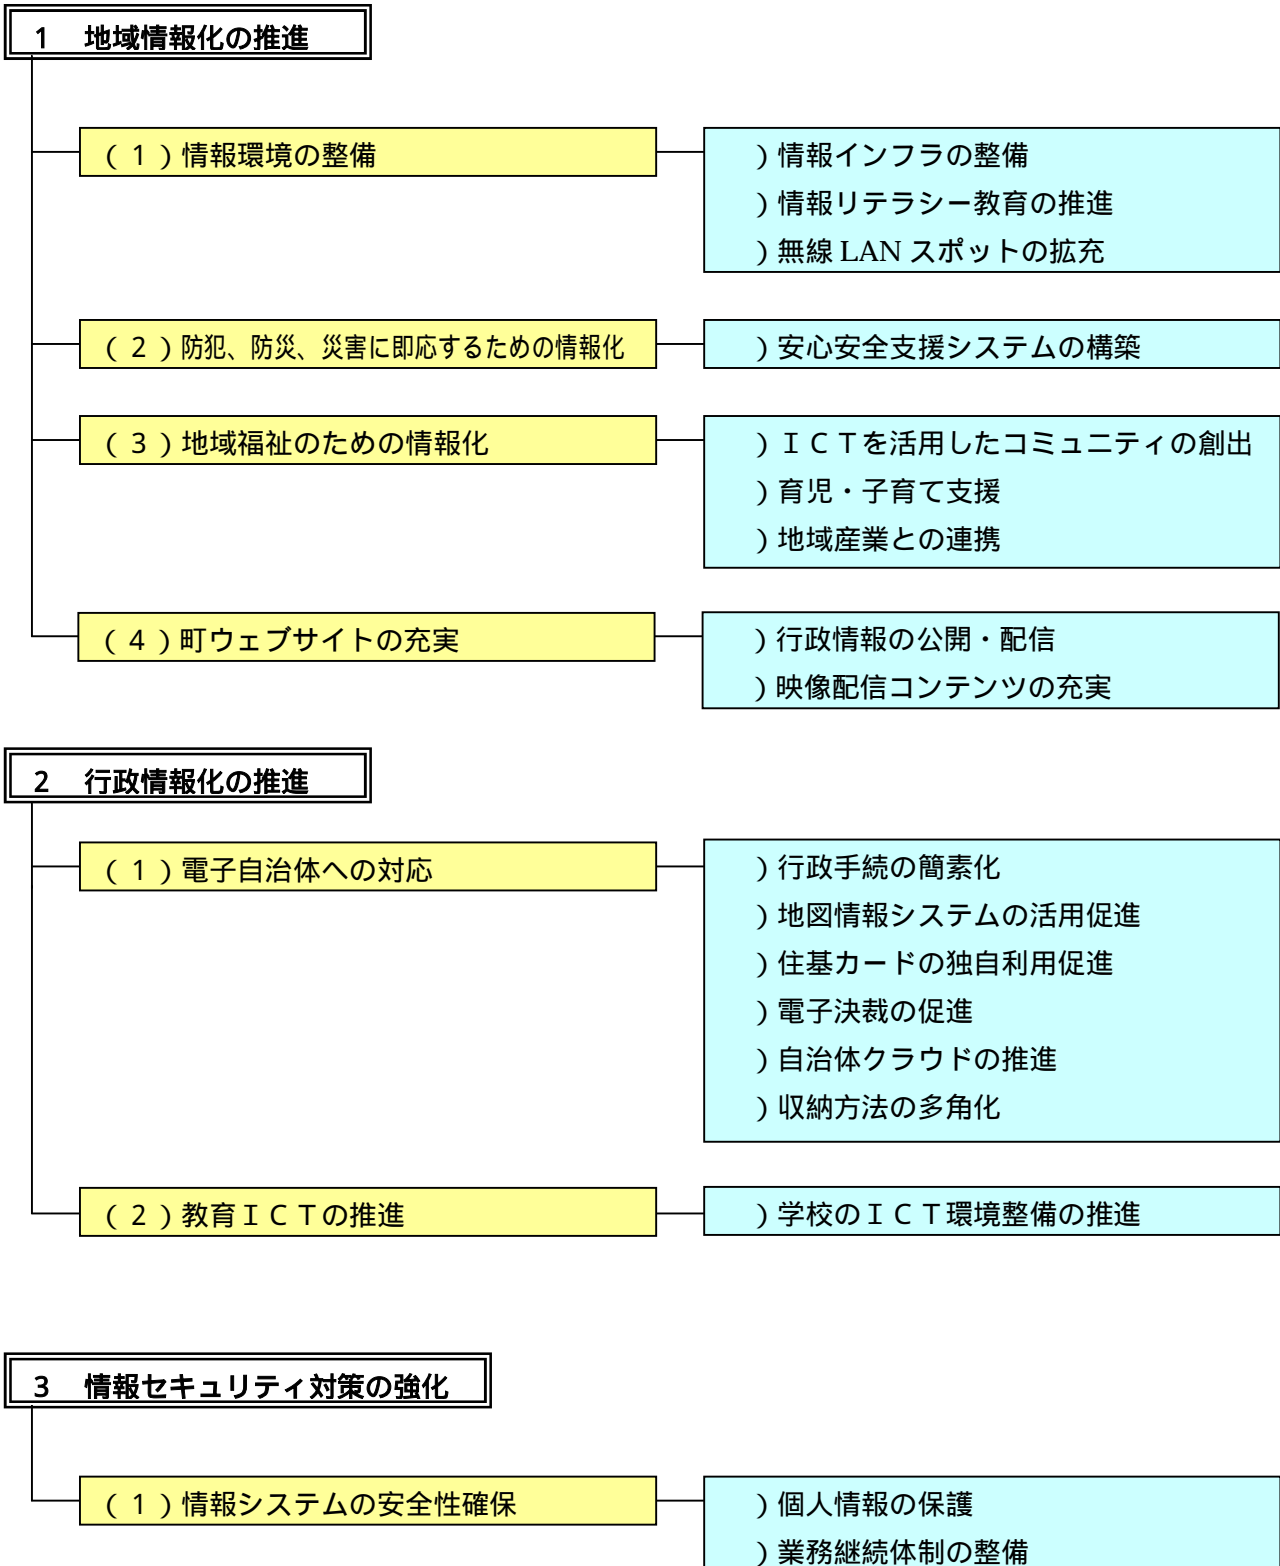 1　地域情報化の推進
（１）情報環境の整備
）情報インフラの整備
）情報リテラシー教育の推進
）無線 LAN スポットの拡充
（２）防犯、防災、災害に即応するための情報化
）安心安全支援システムの構築
（３）地域福祉のための情報化
）ＩＣＴを活用したコミュニティの創出
）育児・子育て支援
）地域産業との連携
（４）町ウェブサイトの充実
）行政情報の公開・配信
）映像配信コンテンツの充実
2　行政情報化の推進
（１）電子自治体への対応
）行政手続の簡素化
）地図情報システムの活用促進
）住基カードの独自利用促進
）電子決裁の促進
）自治体クラウドの推進
）収納方法の多角化
（２）教育ＩＣＴの推進
）学校のＩＣＴ環境整備の推進
3　情報セキュリティ対策の強化
（１）情報システムの安全性確保
）個人情報の保護
）業務継続体制の整備